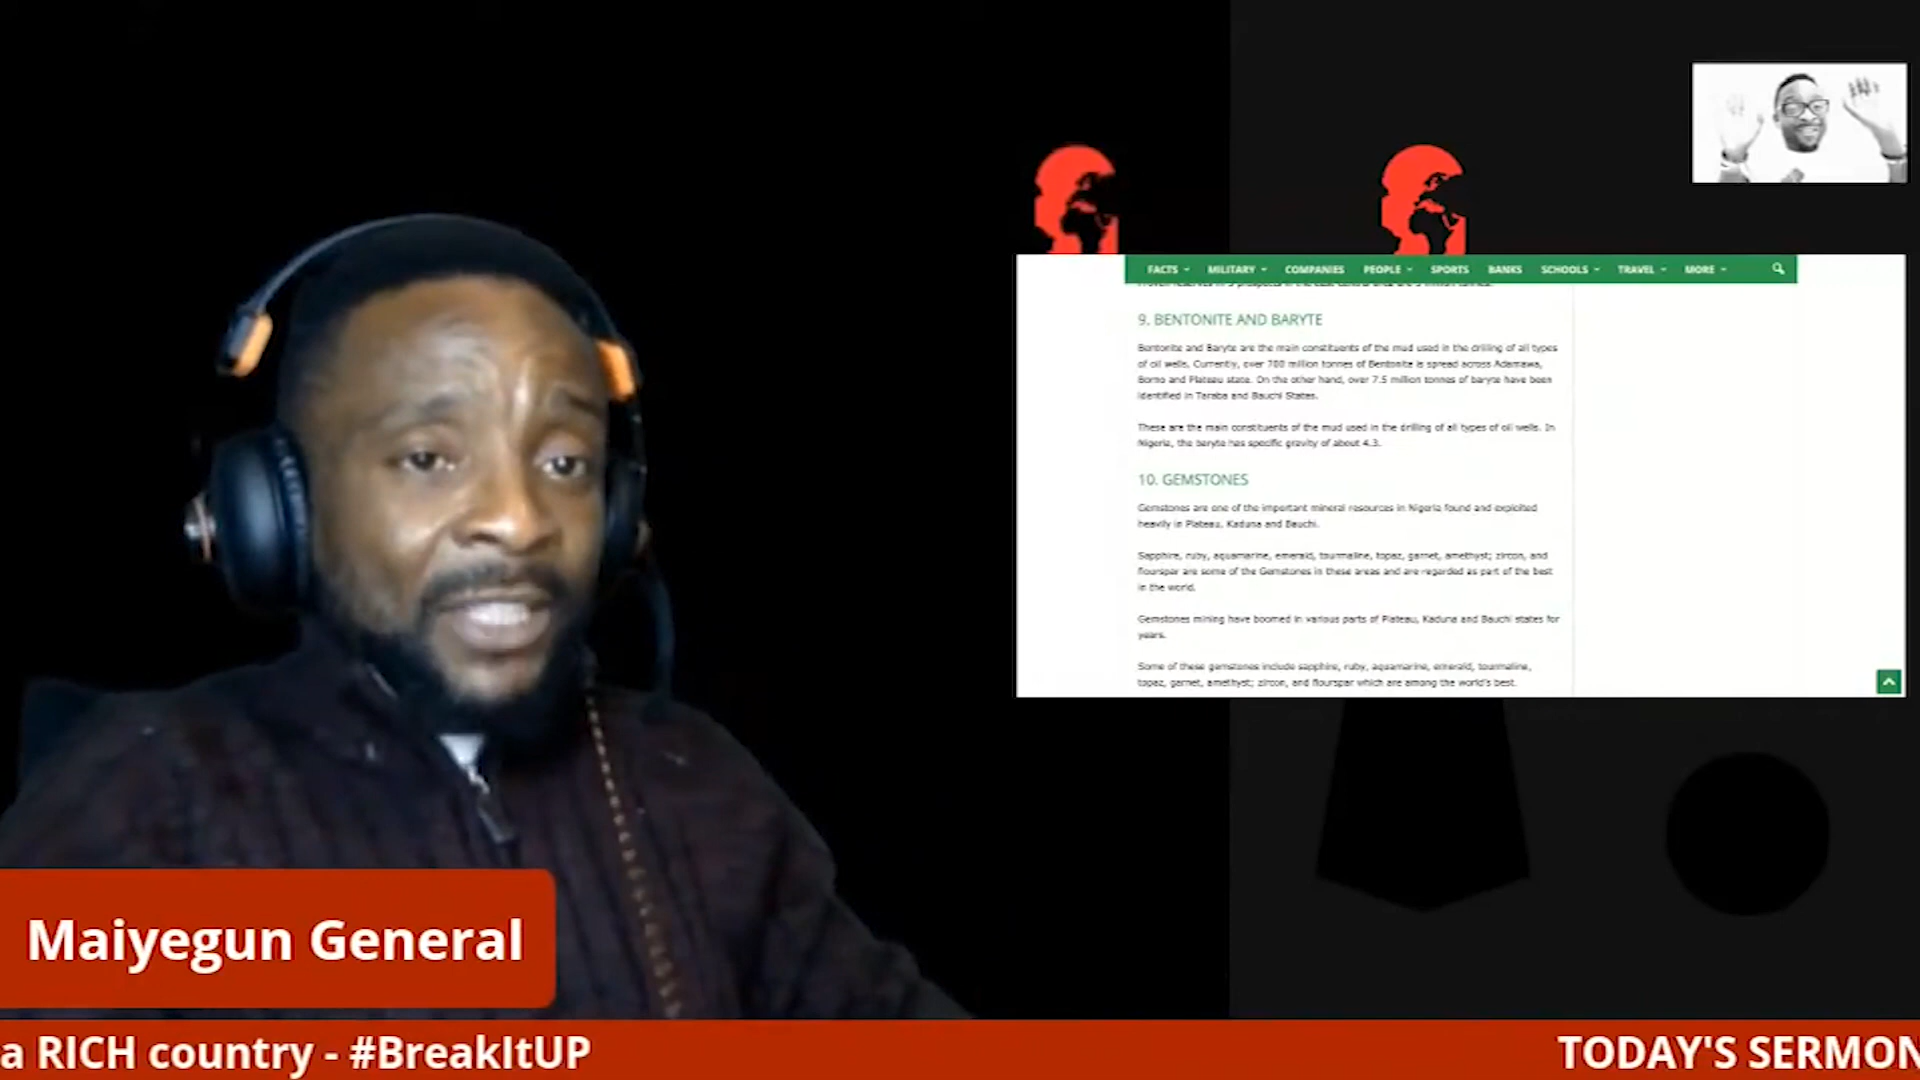 FACTS MILITARY COMPANIES PEOPLE SPORTS BANKS SCHOOLS TRAVEL MORE
9. BENTONITE AND BARYTE
Bentonite and Baryte are the main constituents of the mud used in the drilling of all types
of oil wells. Currently, over 700 million tonnes of Bentonite is spread across Adamawa,
Borno and Plateau state. On the other hand, over 7.5 million tonnes of baryte have been
identified in Taraba and Bauchi States.
These are the main constituents of the mud used in the drilling of all types of oil wells. In
Nigeria, the baryte has specific gravity of about 4.3.
10. GEMSTONES
Gemstones are one of the important mineral resources in Nigeria found and exploited
heavily in Plateau, Kaduna and Bauchi.
Sapphire, ruby, aquamarine, emerald, tourmaline, topaz, garnet, amethyst; zircon, and
flourspar are some of the Gemstones in these areas and are regarded as part of the best
in the world.
Gemstones mining have boomed in various parts of Plateau, Kaduna and Bauchi states for
years.
Some of these gemstones include sapphire, ruby, aquamarine, emerald, tourmaline,
topaz, garnet, amethyst; zircon, and flourspar which are among the world's best.
Maiyegun General
a RICH country - #BreakItUP TODAY'S SERMON